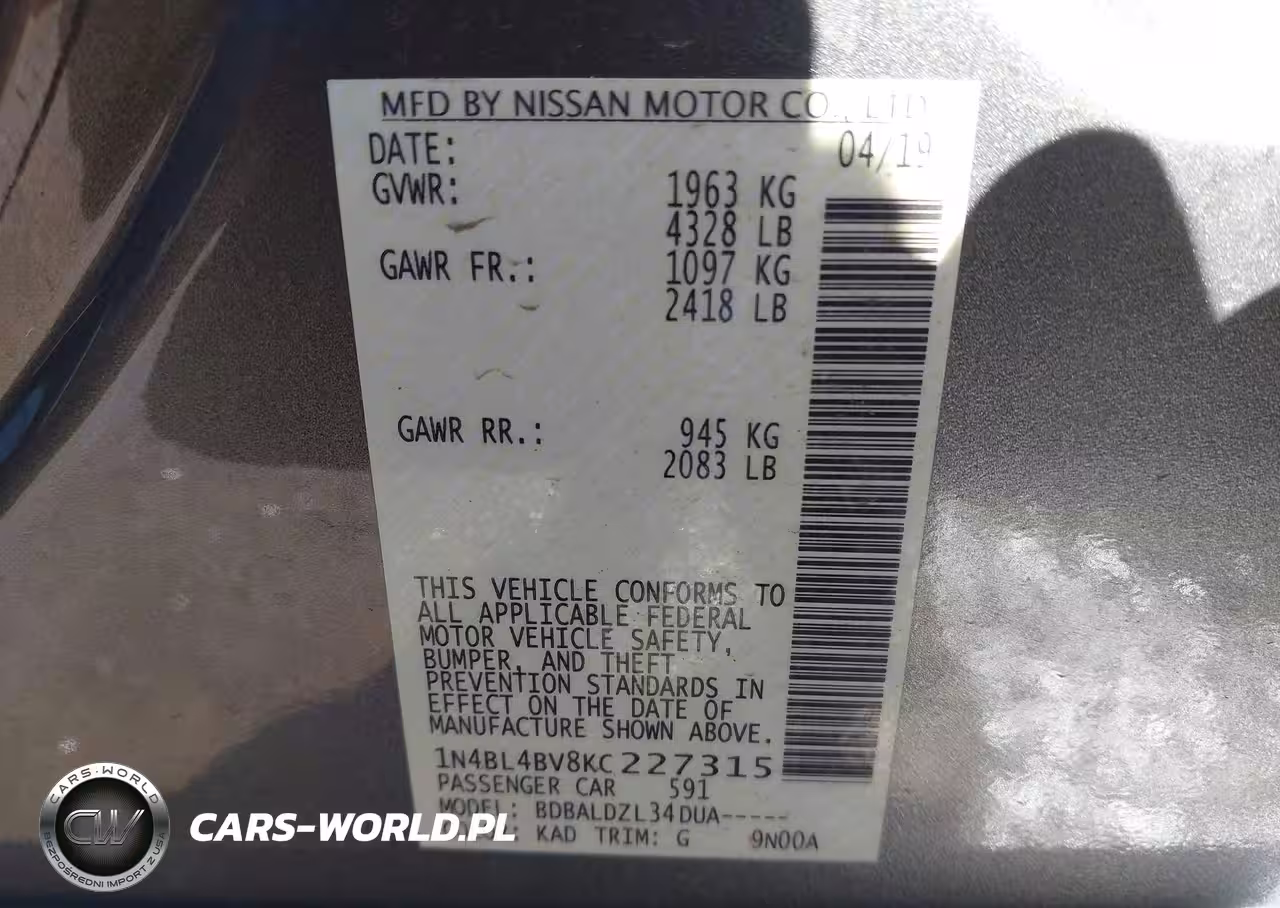 MFD BY NISSAN MOTOR CO., LTD
DATE: 04/19
GVWR: 1963 KG
4328 LB
GAWR FR.: 1097 KG
2418 LB
GAWR RR.: 945 KG
2083 LB
THIS VEHICLE CONFORMS TO
ALL APPLICABLE FEDERAL
MOTOR VEHICLE SAFETY,
BUMPER, AND THEFT
PREVENTION STANDARDS IN
EFFECT ON THE DATE OF
MANUFACTURE SHOWN ABOVE.
1N4BL4BV8KC227315
PASSENGER CAR 591
MODEL: BDBALDZL34DUA-----
KAD TRIM: G 9N00A
CARS-WORLD
CW
BEZPOŚREDNI IMPORT Z USA
CARS-WORLD.PL